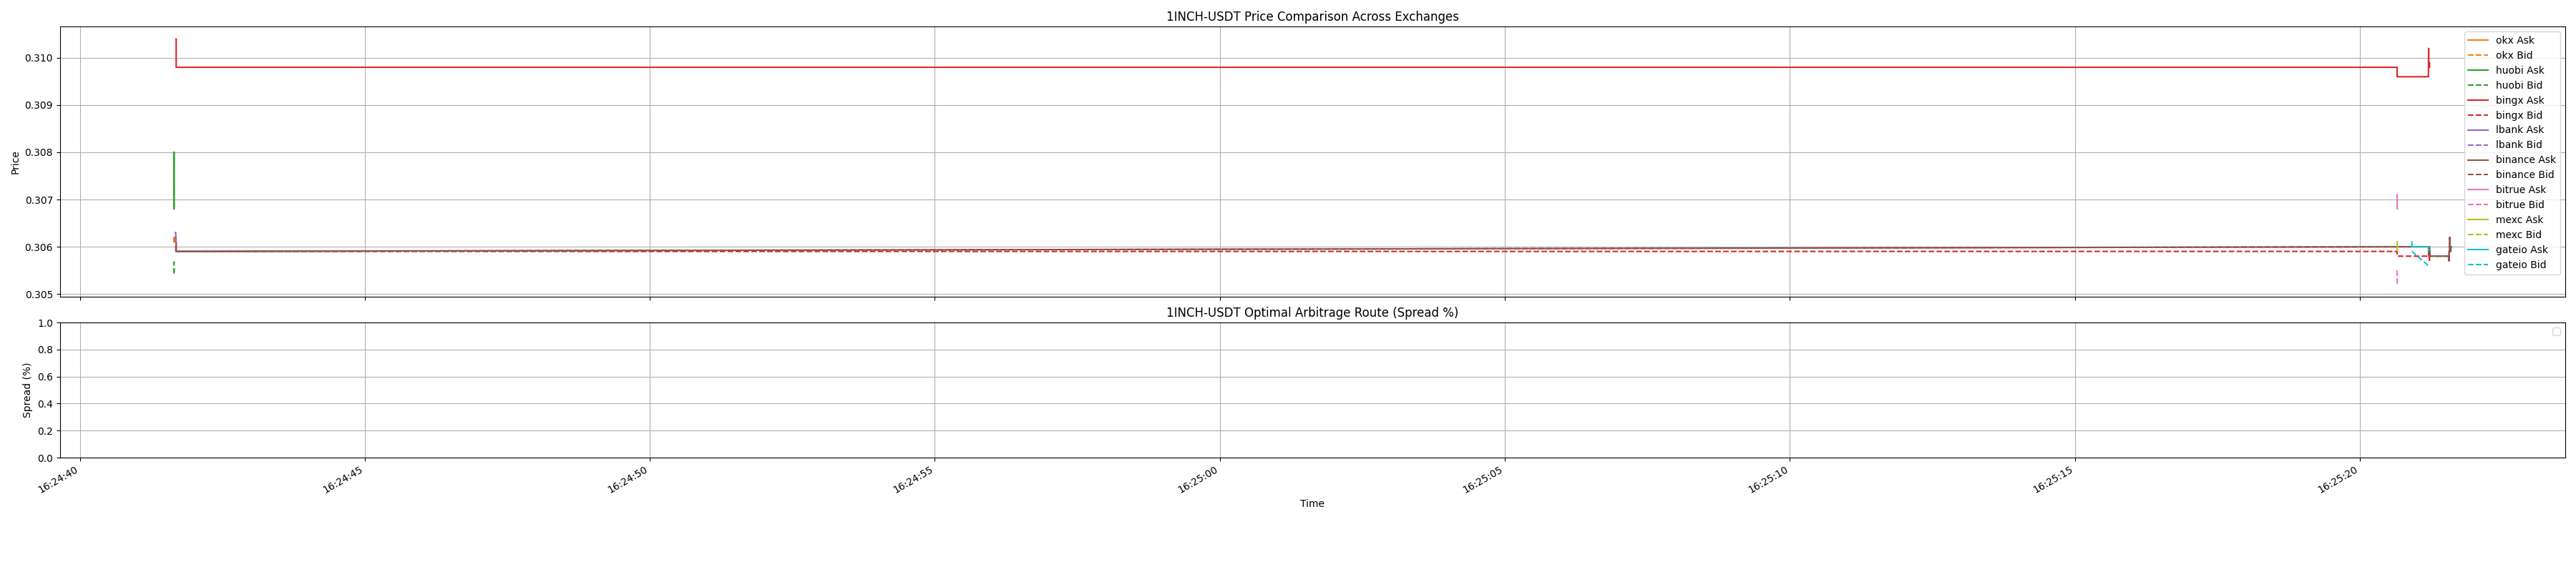 1INCH-USDT Price Comparison Across Exchanges
Price
0.310
0.309
0.308
0.307
0.306
0.305
okx Ask
okx Bid
huobi Ask
huobi Bid
bingx Ask
bingx Bid
lbank Ask
lbank Bid
binance Ask
binance Bid
bitrue Ask
bitrue Bid
mexc Ask
mexc Bid
gateio Ask
gateio Bid
1INCH-USDT Optimal Arbitrage Route (Spread %)
Spread (%)
1.0
0.8
0.6
0.4
0.2
0.0
16:24:40
16:24:45
16:24:50
16:24:55
16:25:00
16:25:05
16:25:10
16:25:15
16:25:20
Time